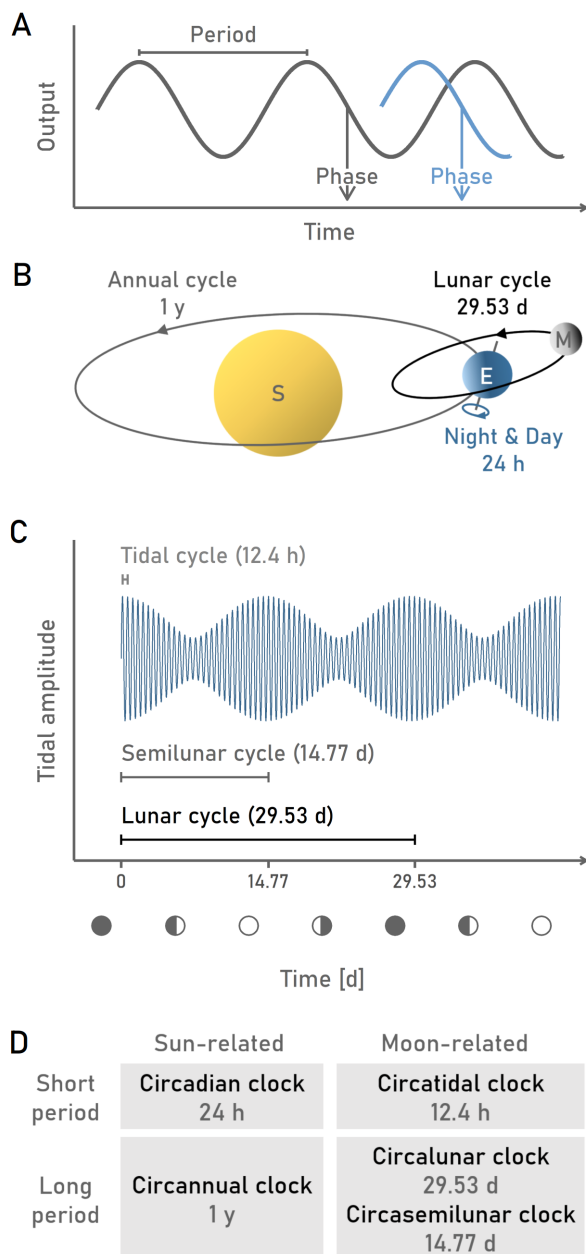 A
Period
Output
Phase
Phase
Time
B
Annual cycle
1 y
Lunar cycle
29.53 d
M
E
S
Night & Day
24 h
C
Tidal cycle (12.4 h)
Tidal amplitude
Semilunar cycle (14.77 d)
Lunar cycle (29.53 d)
0 14.77 29.53
Time [d]
D
Sun-related Moon-related
Short period
Circadian clock
24 h
Circatidal clock
12.4 h
Long period
Circannual clock
1 y
Circalunar clock
29.53 d
Circasemilunar clock
14.77 d